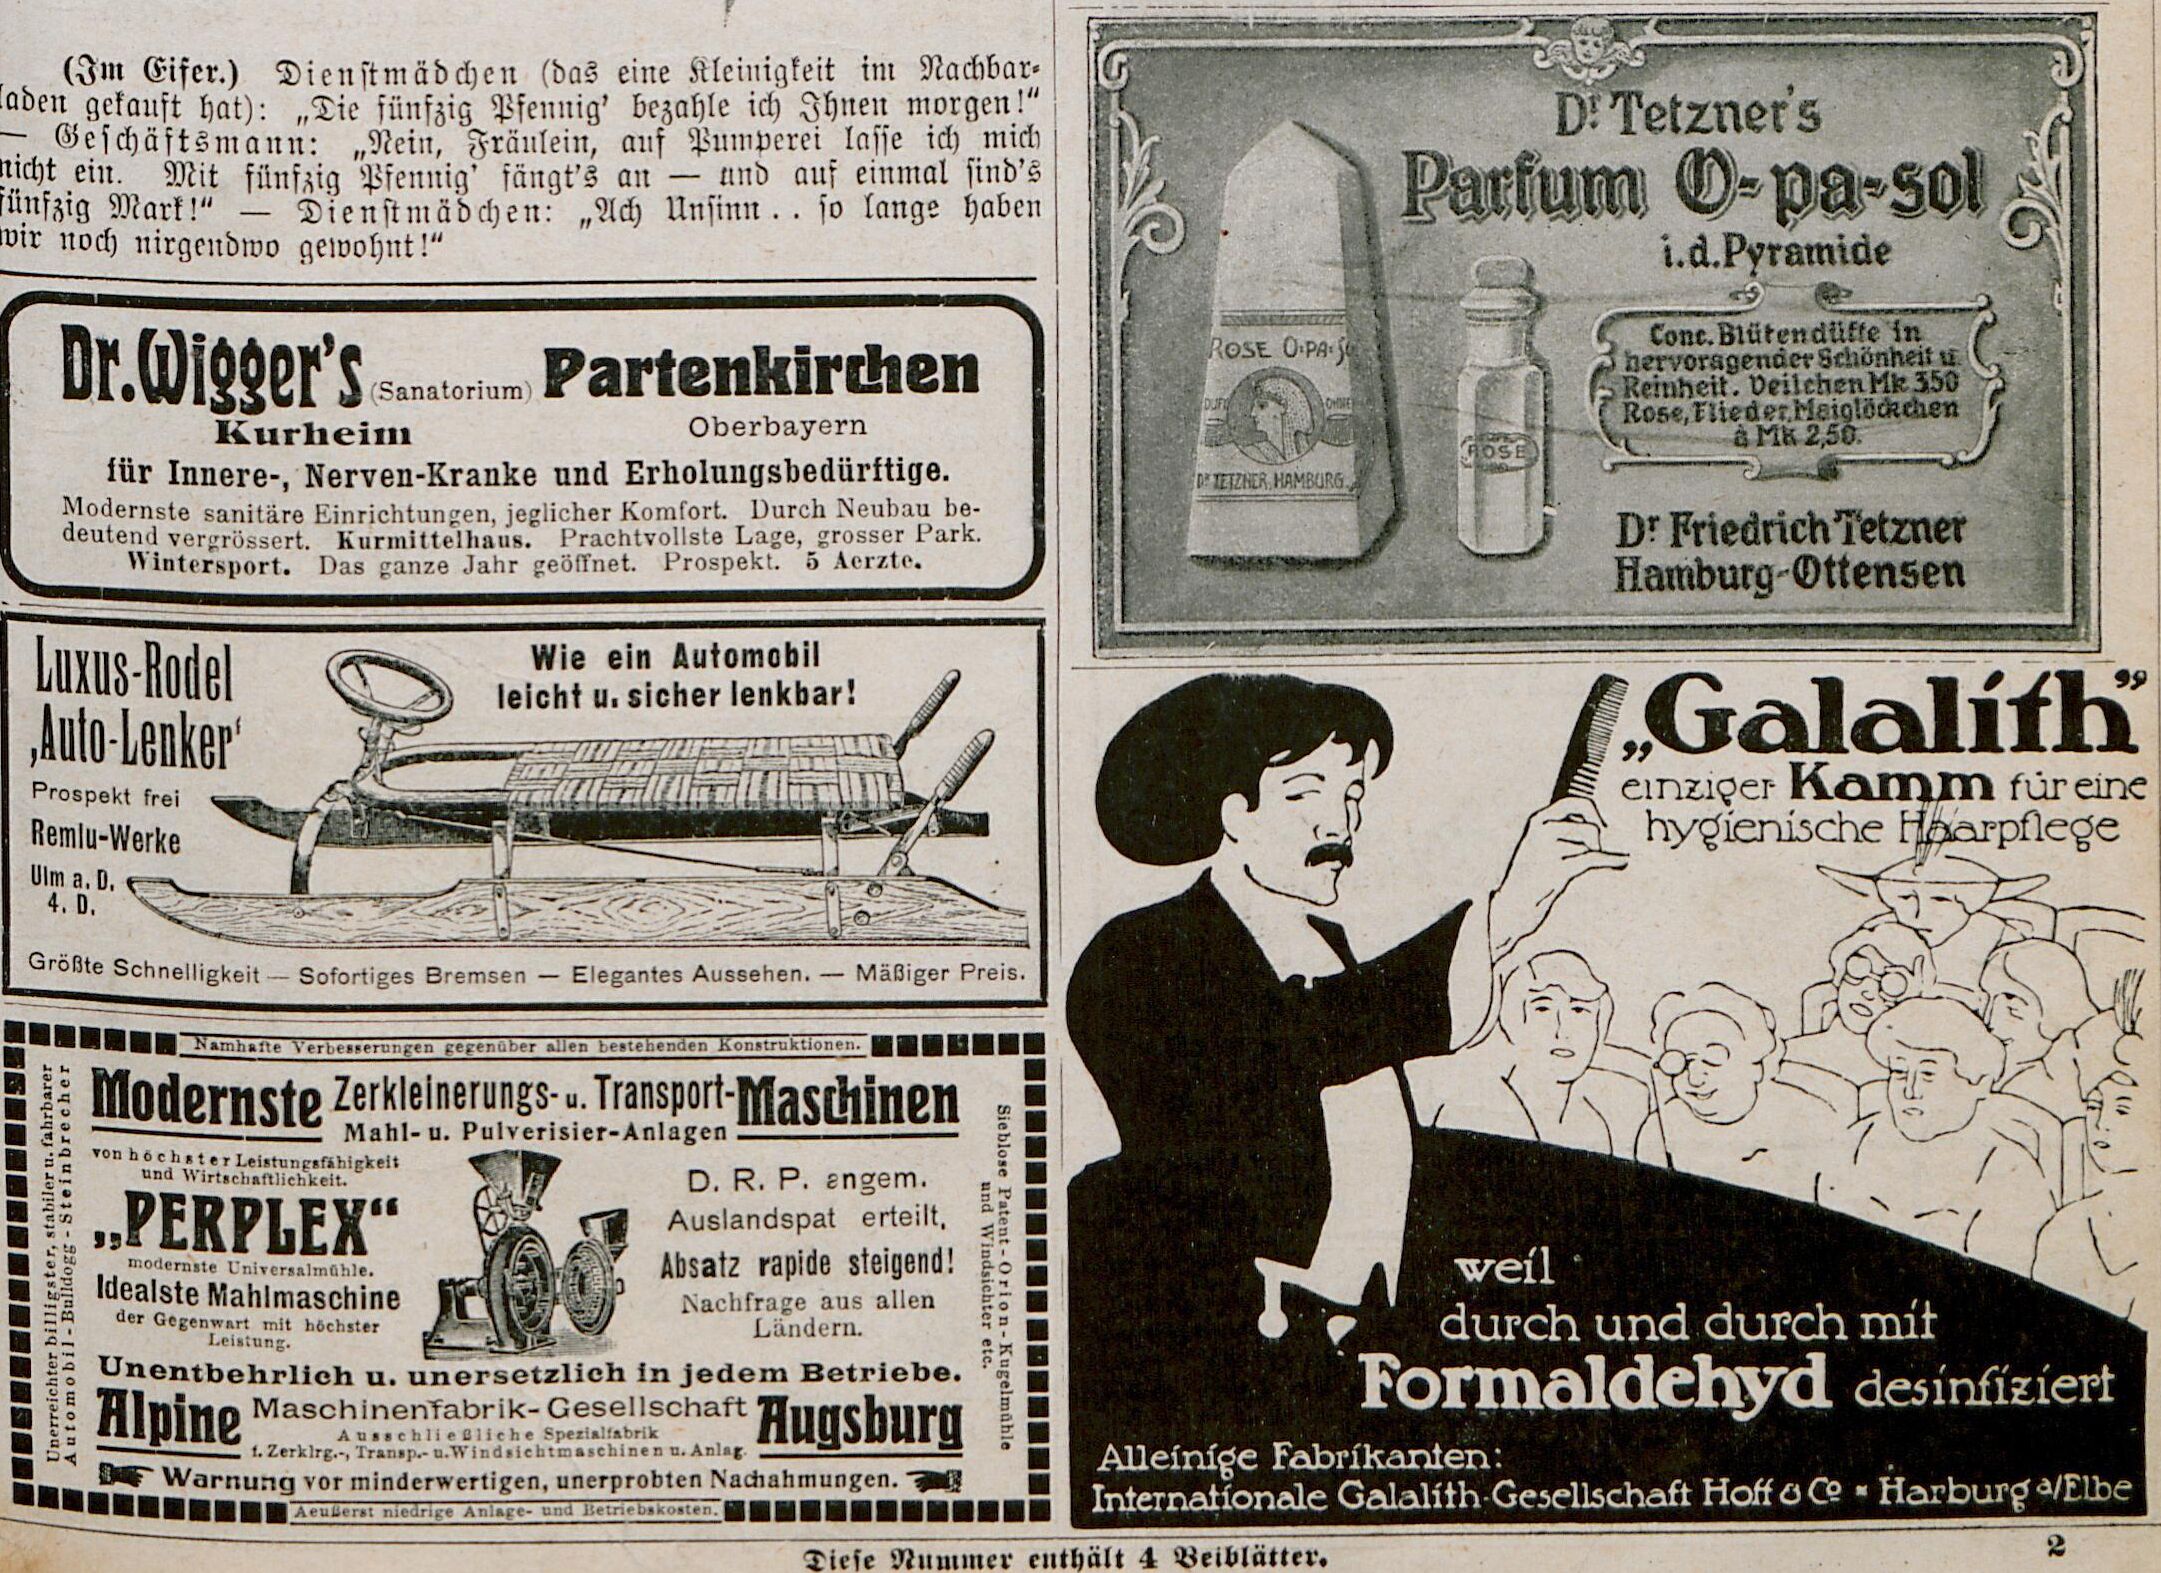 (Im Eifer.) Dienstmädchen (das eine Kleinigkeit im Nachbar-
laden gekauft hat): „Die fünfzig Pfennig' bezahle ich Ihnen morgen!“
— Geschäftsmann: „Nein, Fräulein, auf Pumperei lasse ich mich
nicht ein. Mit fünfzig Pfennig' fängt's an — und auf einmal sind's
fünfzig Mark!“ — Dienstmädchen: „Ach Unsinn.. so lange haben
wir noch nirgendwo gewohnt!“
Dr. Wigger's (Sanatorium) Partenkirchen
Kurheim Oberbayern
für Innere-, Nerven-Kranke und Erholungsbedürftige.
Modernste sanitäre Einrichtungen, jeglicher Komfort. Durch Neubau be-
deutend vergrössert. Kurmittelhaus. Prachtvollste Lage, grosser Park.
Wintersport. Das ganze Jahr geöffnet. Prospekt. 5 Aerzte.
Luxus-Rodel
‚Auto-Lenker‘
Wie ein Automobil
leicht u. sicher lenkbar!
Prospekt frei
Remlu-Werke
Ulm a. D.
4. D.
Größte Schnelligkeit — Sofortiges Bremsen — Elegantes Aussehen. — Mäßiger Preis.
Namhafte Verbesserungen gegenüber allen bestehenden Konstruktionen.
Unerreichter billigster, stabiler u. fahrbarer
Automobil-Bulldogg-Steinbrecher
Modernste Zerkleinerungs- u. Transport-Maschinen
Mahl- u. Pulverisier-Anlagen
von höchster Leistungsfähigkeit
und Wirtschaftlichkeit.
„PERPLEX“
modernste Universalmühle.
Idealste Mahlmaschine
der Gegenwart mit höchster
Leistung.
D. R. P. angem.
Auslandspat erteilt,
Absatz rapide steigend!
Nachfrage aus allen
Ländern.
Sieblose Patent-Orion-Kugelmühle
und Windsichter etc.
Unentbehrlich u. unersetzlich in jedem Betriebe.
Alpine Maschinenfabrik-Gesellschaft Augsburg
Ausschließliche Spezialfabrik
f. Zerklrg.-, Transp.- u. Windsichtmaschinen u. Anlag.
Warnung vor minderwertigen, unerprobten Nachahmungen.
Aeußerst niedrige Anlage- und Betriebskosten.
Dr Tetzner's
Parfum O-pa-sol
i. d. Pyramide
ROSE O-PA-SO
DUFT OHNE
DR TETZNER, HAMBURG
ROSE
Conc. Blütendüfte in
hervoragender Schönheit u.
Reinheit. Veilchen Mk 3.50
Rose, Flieder, Maiglöckchen
à Mk 2,50.
Dr Friedrich Tetzner
Hamburg-Ottensen
„Galalith”
einziger Kamm für eine
hygienische Haarpflege
weil
durch und durch mit
Formaldehyd desinfiziert
Alleinige Fabrikanten:
Internationale Galalith-Gesellschaft Hoff & Co Harburg a/Elbe
Diese Nummer enthält 4 Beiblätter.
2